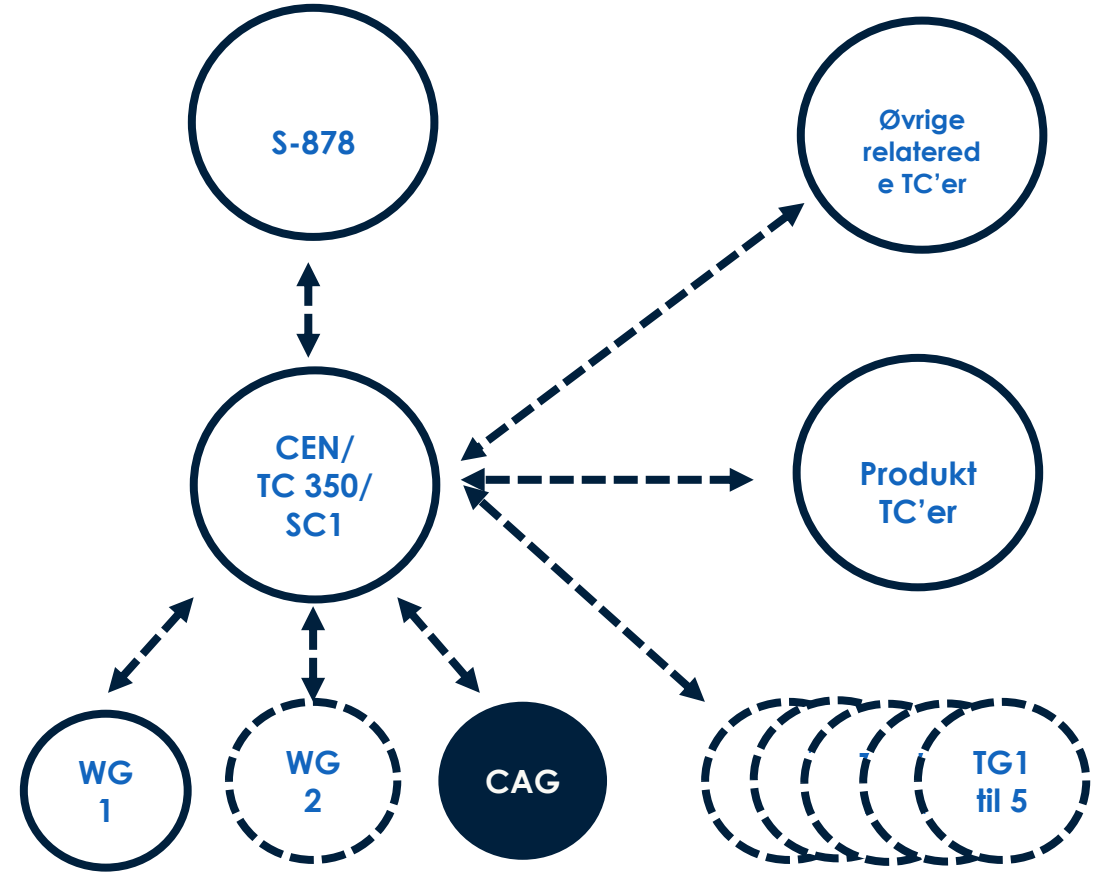 S-878
Øvrige
relatered
e TC’er
CEN/
TC 350/
SC1
Produkt
TC’er
WG
1
WG
2
CAG
TG1
til 5